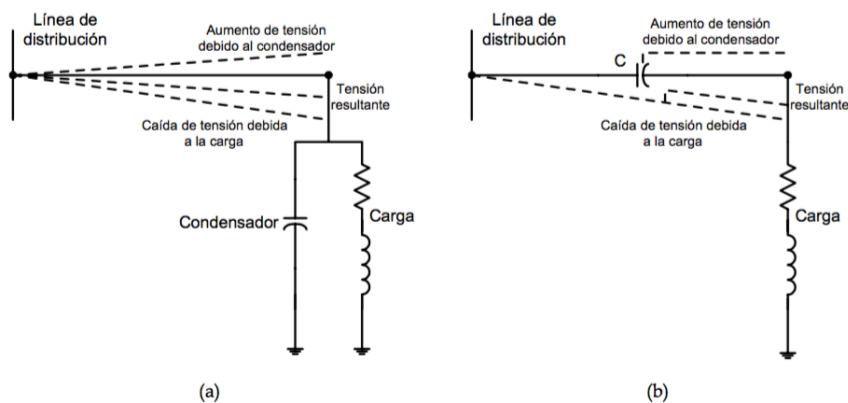 Línea de
distribución
Aumento de tensión
debido al condensador
Tensión
resultante
Caída de tensión debida
a la carga
Condensador
Carga
(a)
Línea de
distribución
Aumento de tensión
debido al condensador
C
Tensión
resultante
Caída de tensión debida
a la carga
Carga
(b)